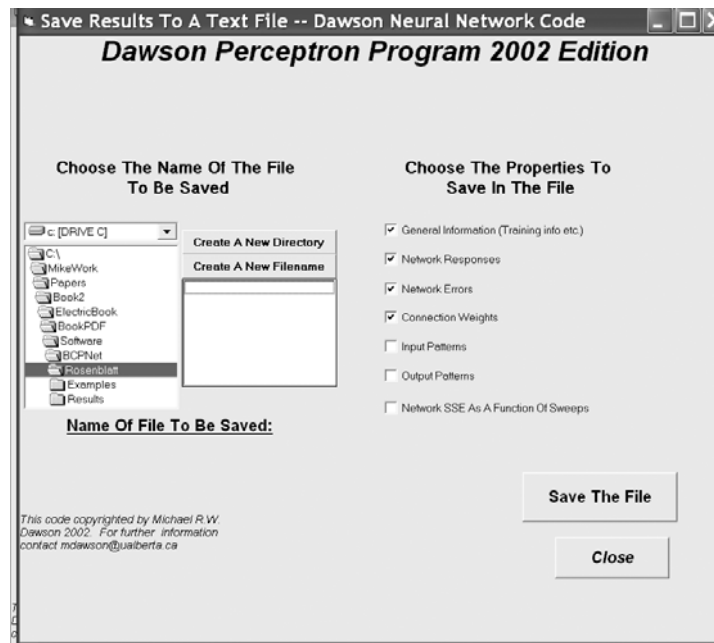 Save Results To A Text File -- Dawson Neural Network Code
Dawson Perceptron Program 2002 Edition
Choose The Name Of The File
To Be Saved
c: [DRIVE C]
C:\
MikeWork
Papers
Book2
ElectricBook
BookPDF
Software
BCPNet
Rosenblatt
Examples
Results
Create A New Directory
Create A New Filename
Name Of File To Be Saved:
Choose The Properties To
Save In The File
General Information (Training info etc.)
Network Responses
Network Errors
Connection Weights
Input Patterns
Output Patterns
Network SSE As A Function Of Sweeps
Save The File
Close
This code copyrighted by Michael R.W.
Dawson 2002. For further information
contact mdawson@ualberta.ca